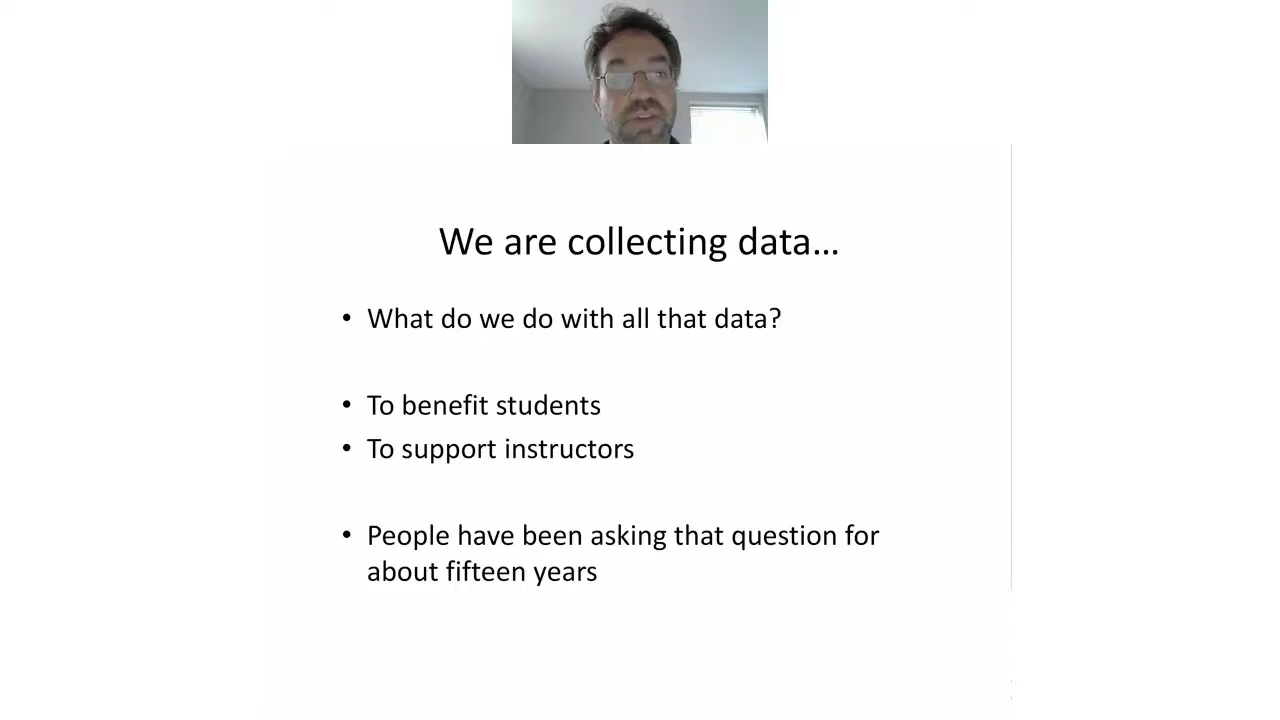 We are collecting data…
• What do we do with all that data?
• To benefit students
• To support instructors
• People have been asking that question for
about fifteen years